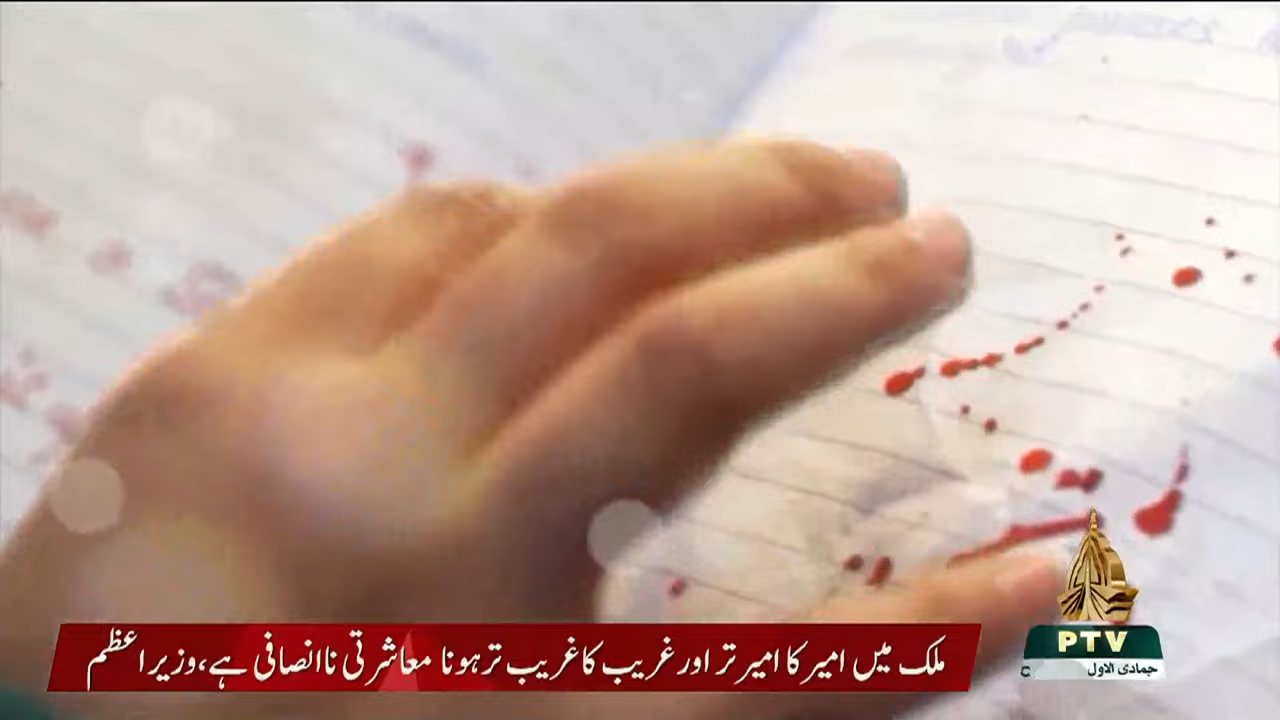 ملک میں امیر کا امیر تر اور غریب کا غریب تر ہونا معاشرتی ناانصافی ہے، وزیراعظم
PTV
جمادی الاول